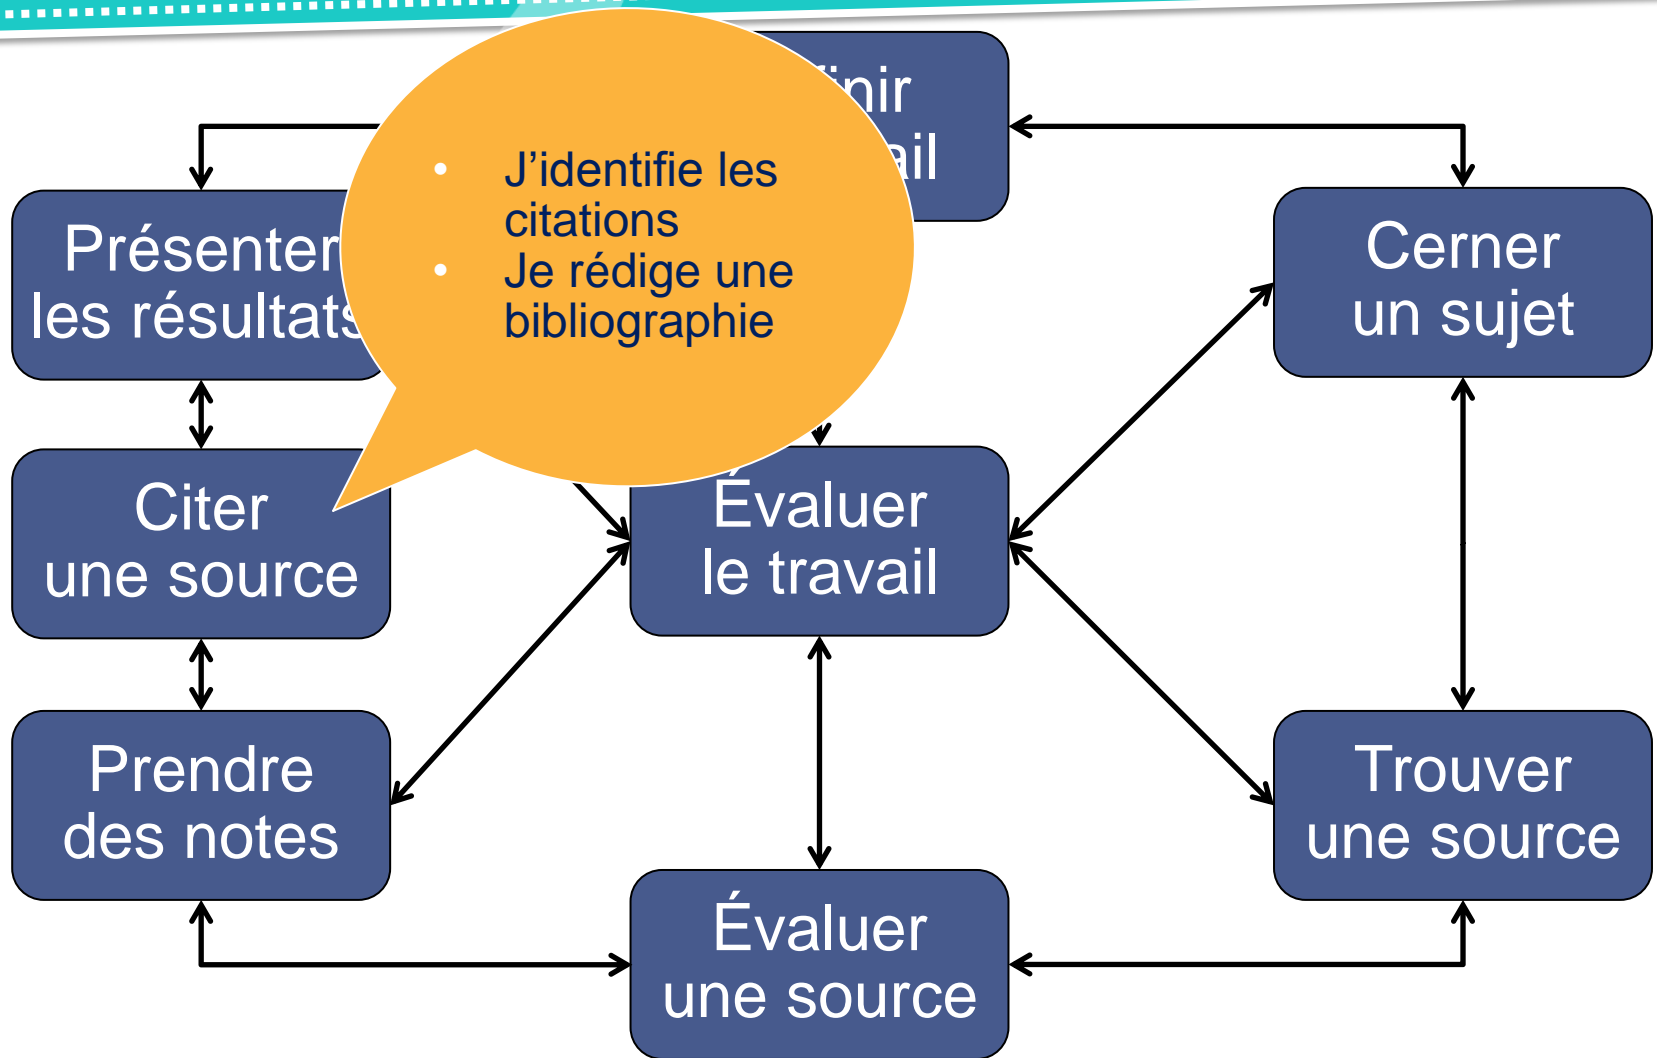 J’identifie les
citations
Je rédige une
bibliographie
Présenter
les résultats
Cerner
un sujet
Citer
une source
Évaluer
le travail
Prendre
des notes
Trouver
une source
Évaluer
une source